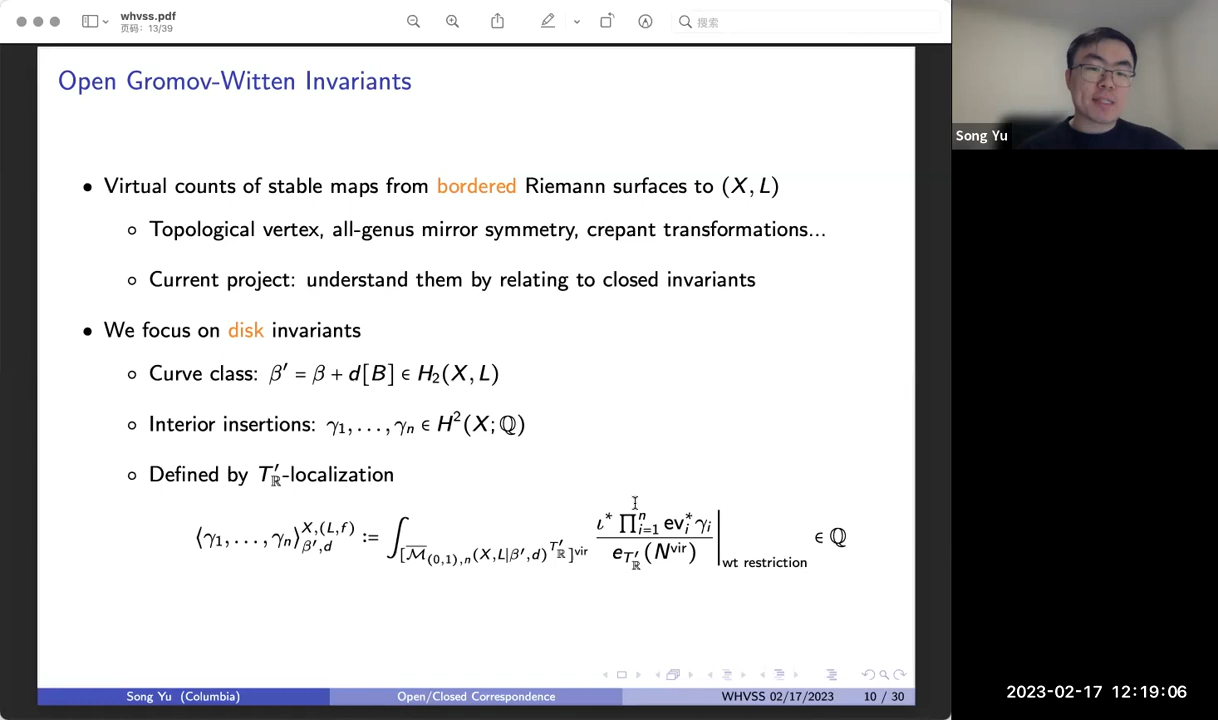 whvss.pdf
页码：13/39
搜索
Open Gromov-Witten Invariants
• Virtual counts of stable maps from bordered Riemann surfaces to (X, L)
◦ Topological vertex, all-genus mirror symmetry, crepant transformations...
◦ Current project: understand them by relating to closed invariants
• We focus on disk invariants
◦ Curve class: β′ = β + d[B] ∈ H₂(X, L)
◦ Interior insertions: γ₁, . . . , γₙ ∈ H²(X; ℚ)
◦ Defined by T′_ℝ-localization
⟨γ₁, . . . , γₙ⟩^{X,(L,f)}_{β′,d} := ∫_{[\overline{M}_{(0,1),n}(X,L|β′,d)^{T′_ℝ}]^{vir}} \frac{ι^* ∏_{i=1}^n ev_i^* γ_i}{e_{T′_ℝ}(N^{vir})} |_{wt restriction} ∈ ℚ
Song Yu (Columbia) Open/Closed Correspondence WHVSS 02/17/2023 10 / 30
Song Yu
2023-02-17 12:19:06